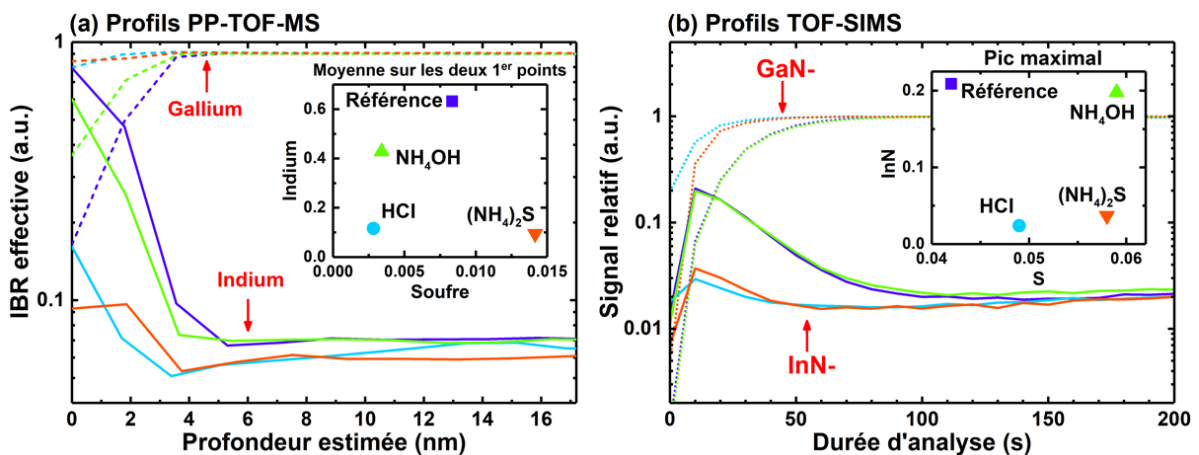 (a) Profils PP-TOF-MS
IBR effective (a.u.)
1
0.1
Gallium
Indium
Moyenne sur les deux 1er points
Référence
NH4OH
HCl
(NH4)2S
Indium
0.6
0.4
0.2
0.0
0.000 0.005 0.010 0.015
Soufre
0 2 4 6 8 10 12 14 16
Profondeur estimée (nm)
(b) Profils TOF-SIMS
Signal relatif (a.u.)
1
0.1
0.01
GaN-
InN-
Pic maximal
Référence
NH4OH
HCl
(NH4)2S
InN
0.2
0.1
0.0
0.04 0.05 0.06
S
0 50 100 150 200
Durée d'analyse (s)